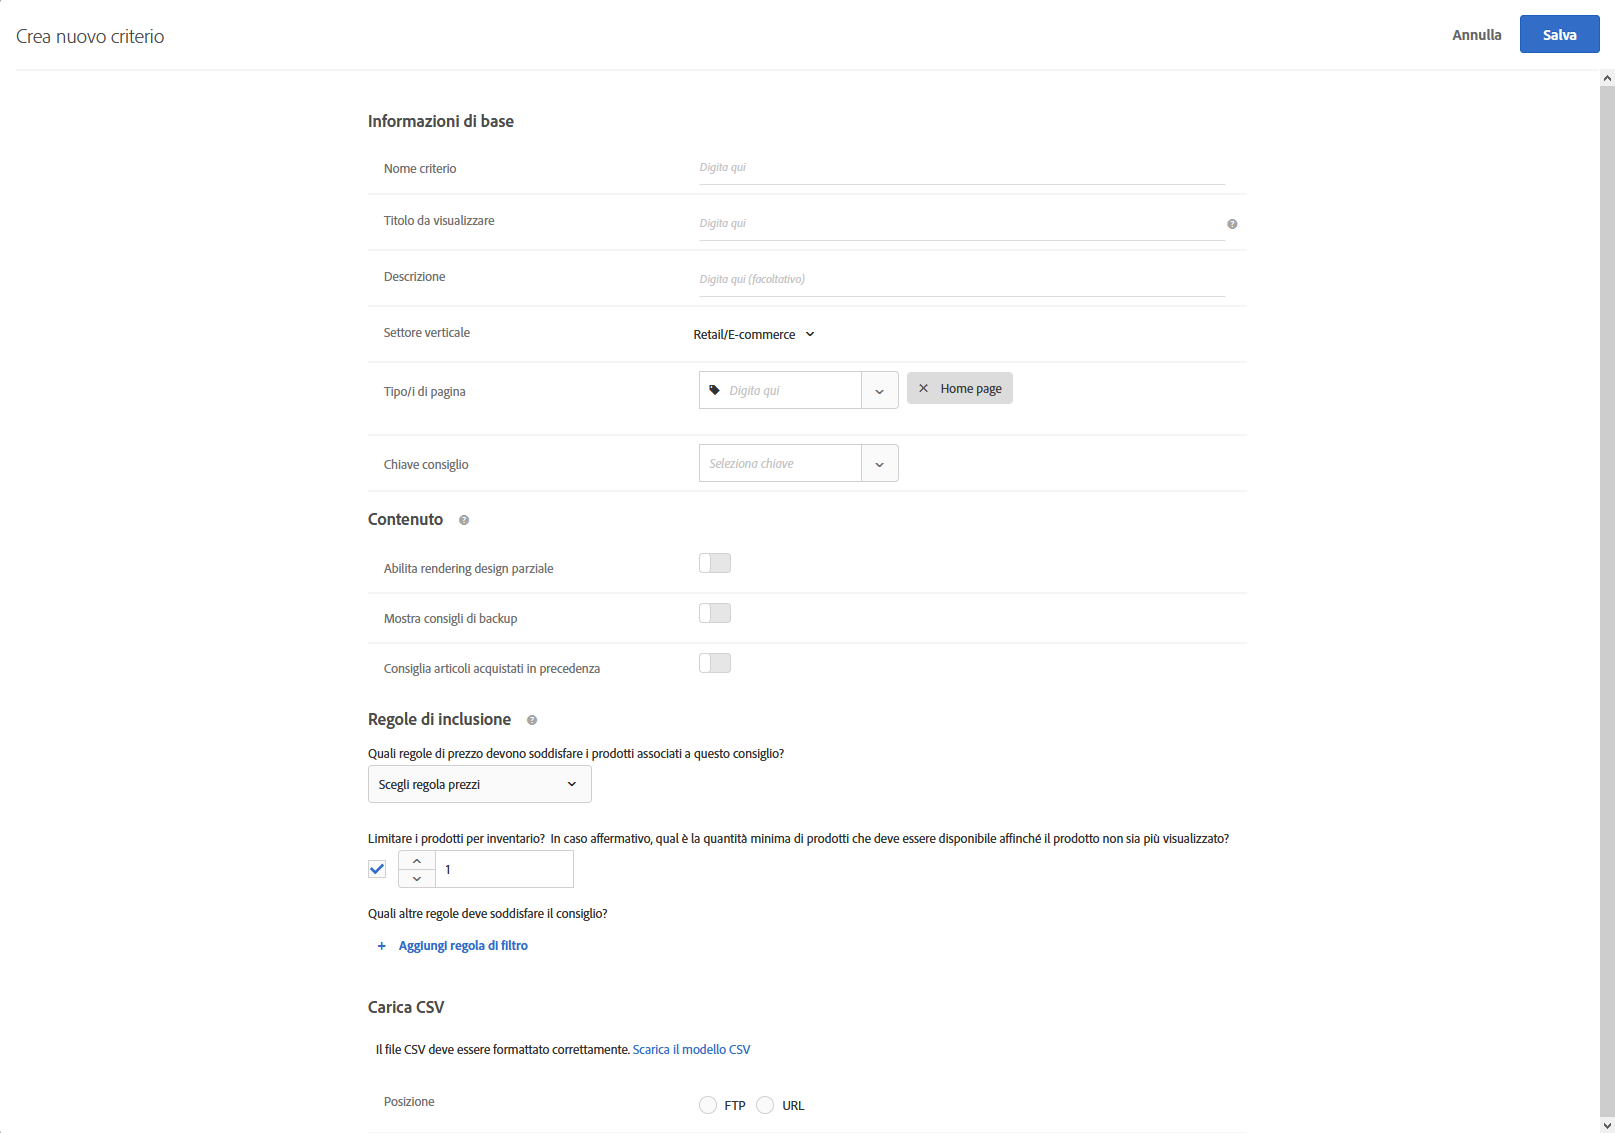 Crea nuovo criterio
Annulla
Salva
Informazioni di base
Nome criterio
Digita qui
Titolo da visualizzare
Digita qui
Descrizione
Digita qui (facoltativo)
Settore verticale
Retail/E-commerce
Tipo/i di pagina
Digita qui
Home page
Chiave consiglio
Seleziona chiave
Contenuto
Abilita rendering design parziale
Mostra consigli di backup
Consiglia articoli acquistati in precedenza
Regole di inclusione
Quali regole di prezzo devono soddisfare i prodotti associati a questo consiglio?
Scegli regola prezzi
Limitare i prodotti per inventario? In caso affermativo, qual è la quantità minima di prodotti che deve essere disponibile affinché il prodotto non sia più visualizzato?
1
Quali altre regole deve soddisfare il consiglio?
+ Aggiungi regola di filtro
Carica CSV
Il file CSV deve essere formattato correttamente. Scarica il modello CSV
Posizione
FTP
URL